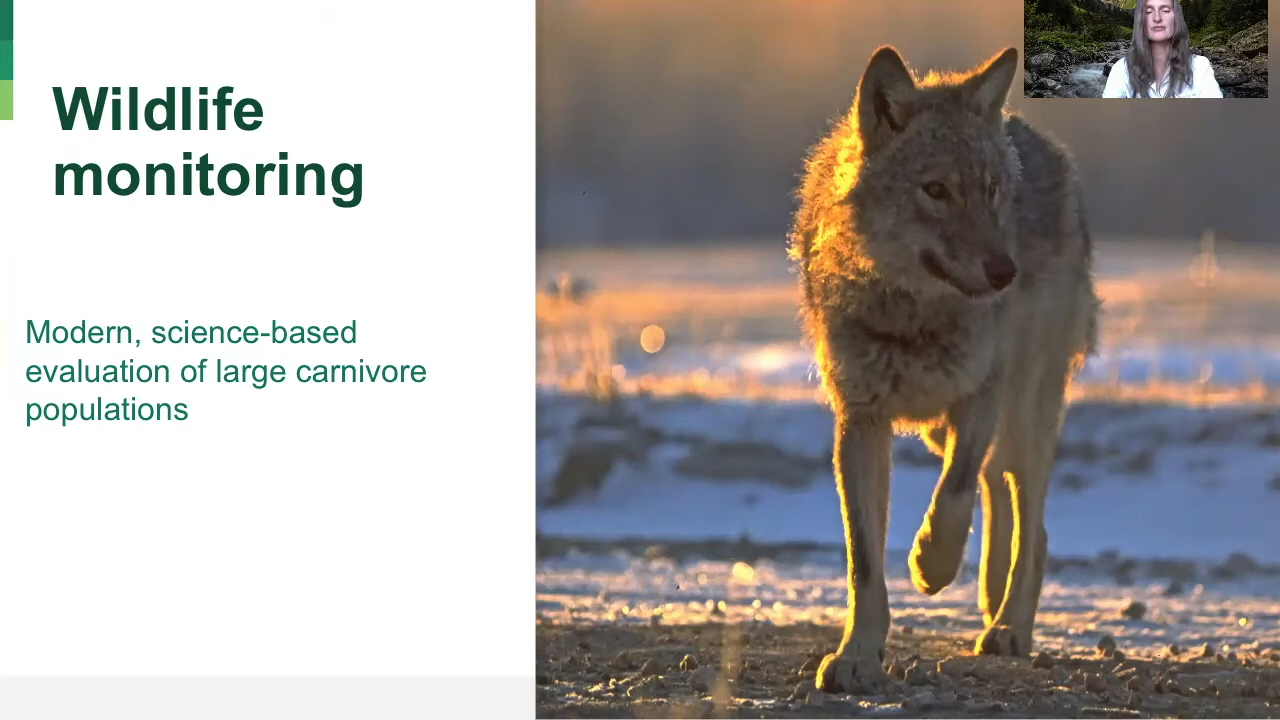 Wildlife
monitoring
Modern, science-based
evaluation of large carnivore
populations